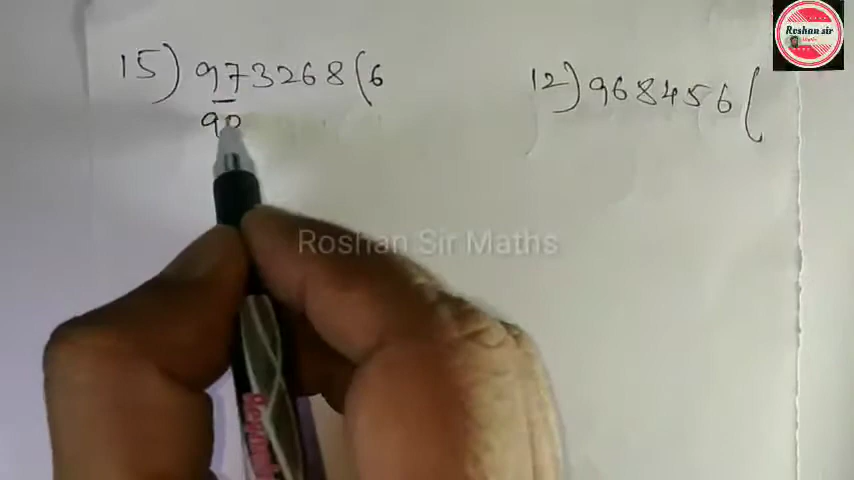 Roshan sir
15) 973268 (6
90
12) 968456 (
Roshan Sir Maths